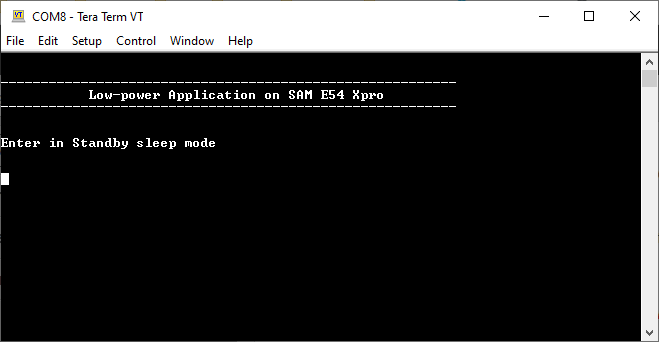 COM8 - Tera Term VT
File Edit Setup Control Window Help
---------------------------------------------------------
Low-power Application on SAM E54 Xpro
---------------------------------------------------------
Enter in Standby sleep mode